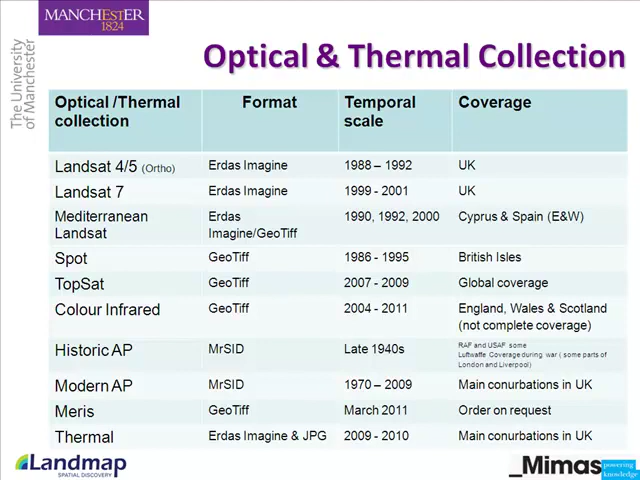 MANCHESTER
1824
The University
of Manchester
Optical & Thermal Collection
Optical /Thermal collection Format Temporal scale Coverage
Landsat 4/5 (Ortho) Erdas Imagine 1988 – 1992 UK
Landsat 7 Erdas Imagine 1999 - 2001 UK
Mediterranean Landsat Erdas Imagine/GeoTiff 1990, 1992, 2000 Cyprus & Spain (E&W)
Spot GeoTiff 1986 - 1995 British Isles
TopSat GeoTiff 2007 - 2009 Global coverage
Colour Infrared GeoTiff 2004 - 2011 England, Wales & Scotland (not complete coverage)
Historic AP MrSID Late 1940s RAF and USAF some Luftwaffe Coverage during war ( some parts of London and Liverpool)
Modern AP MrSID 1970 – 2009 Main conurbations in UK
Meris GeoTiff March 2011 Order on request
Thermal Erdas Imagine & JPG 2009 - 2010 Main conurbations in UK
Landmap
SPATIAL DISCOVERY
_Mimas
powering
knowledge